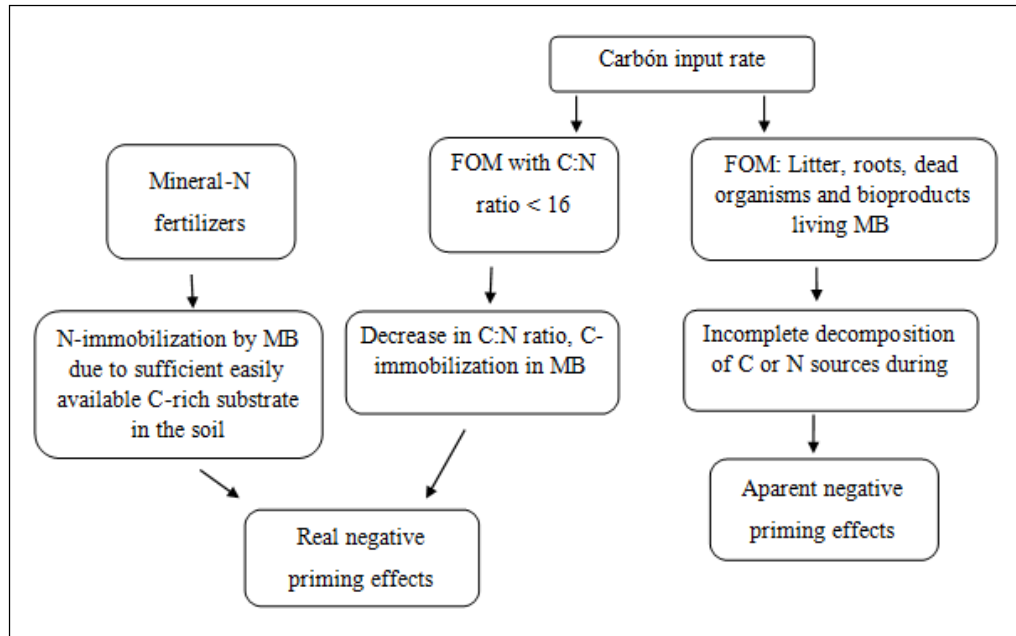 Carbón input rate
Mineral-N
fertilizers
FOM with C:N
ratio < 16
FOM: Litter, roots, dead
organisms and bioproducts
living MB
N-immobilization by MB
due to sufficient easily
available C-rich substrate
in the soil
Decrease in C:N ratio, C-
immobilization in MB
Incomplete decomposition
of C or N sources during
Real negative
priming effects
Aparent negative
priming effects